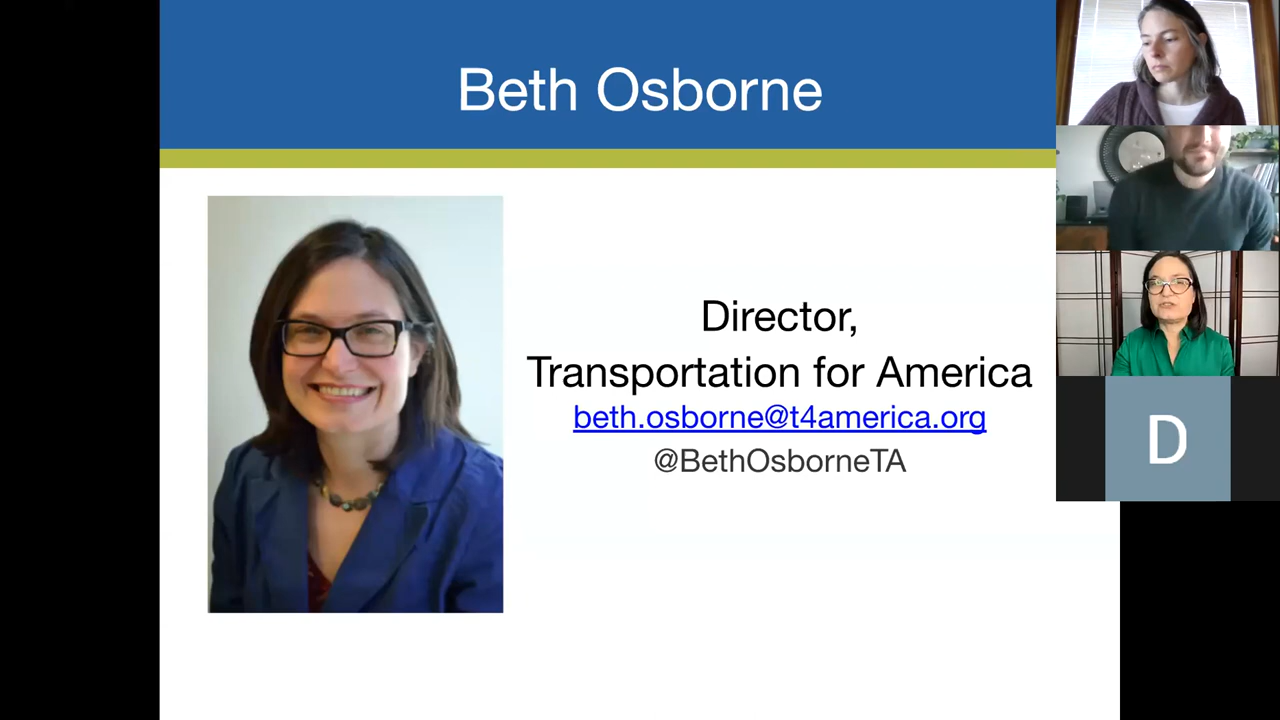 Beth Osborne
Director,
Transportation for America
beth.osborne@t4america.org
@BethOsborneTA
D